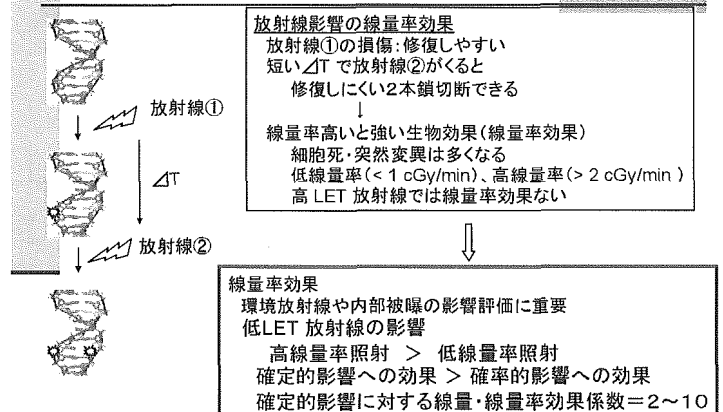 放射線影響の線量率効果
放射線①の損傷：修復しやすい
短い⊿T で放射線②がくると
修復しにくい2本鎖切断できる
↓
線量率高いと強い生物効果（線量率効果）
細胞死・突然変異は多くなる
低線量率（< 1 cGy/min）、高線量率（> 2 cGy/min ）
高 LET 放射線では線量率効果ない
放射線①
⊿T
放射線②
線量率効果
環境放射線や内部被曝の影響評価に重要
低LET 放射線の影響
高線量率照射 ＞ 低線量率照射
確定的影響への効果 ＞ 確率的影響への効果
確定的影響に対する線量・線量率効果係数＝2～10